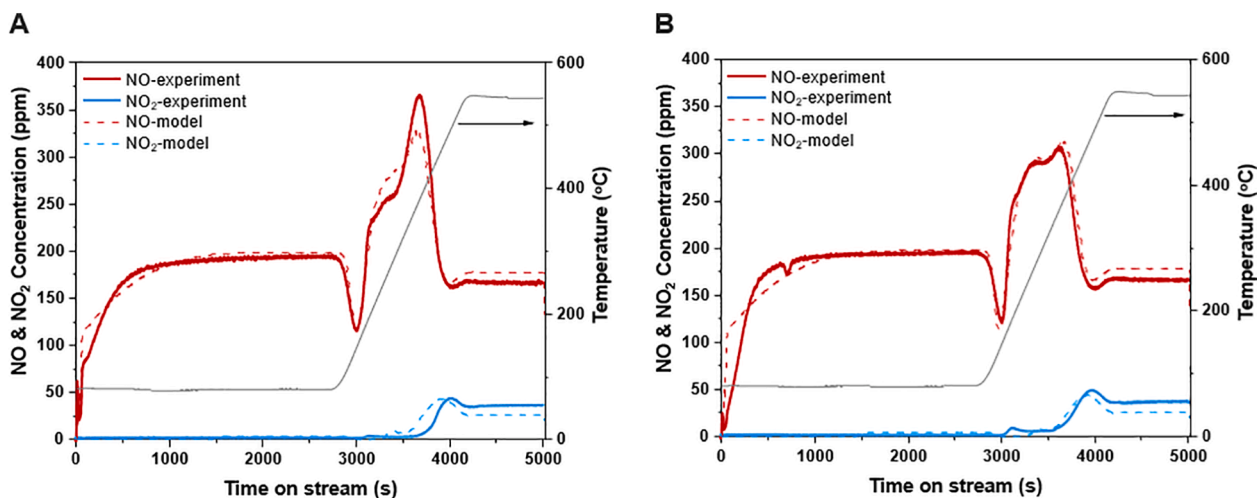 A
NO & NO₂ Concentration (ppm)
400
350
300
250
200
150
100
50
0
NO-experiment
NO₂-experiment
NO-model
NO₂-model
600
400
200
0
Temperature (°C)
0
1000
2000
3000
4000
5000
Time on stream (s)
B
NO & NO₂ Concentration (ppm)
400
350
300
250
200
150
100
50
0
NO-experiment
NO₂-experiment
NO-model
NO₂-model
600
400
200
0
Temperature (°C)
0
1000
2000
3000
4000
5000
Time on stream (s)